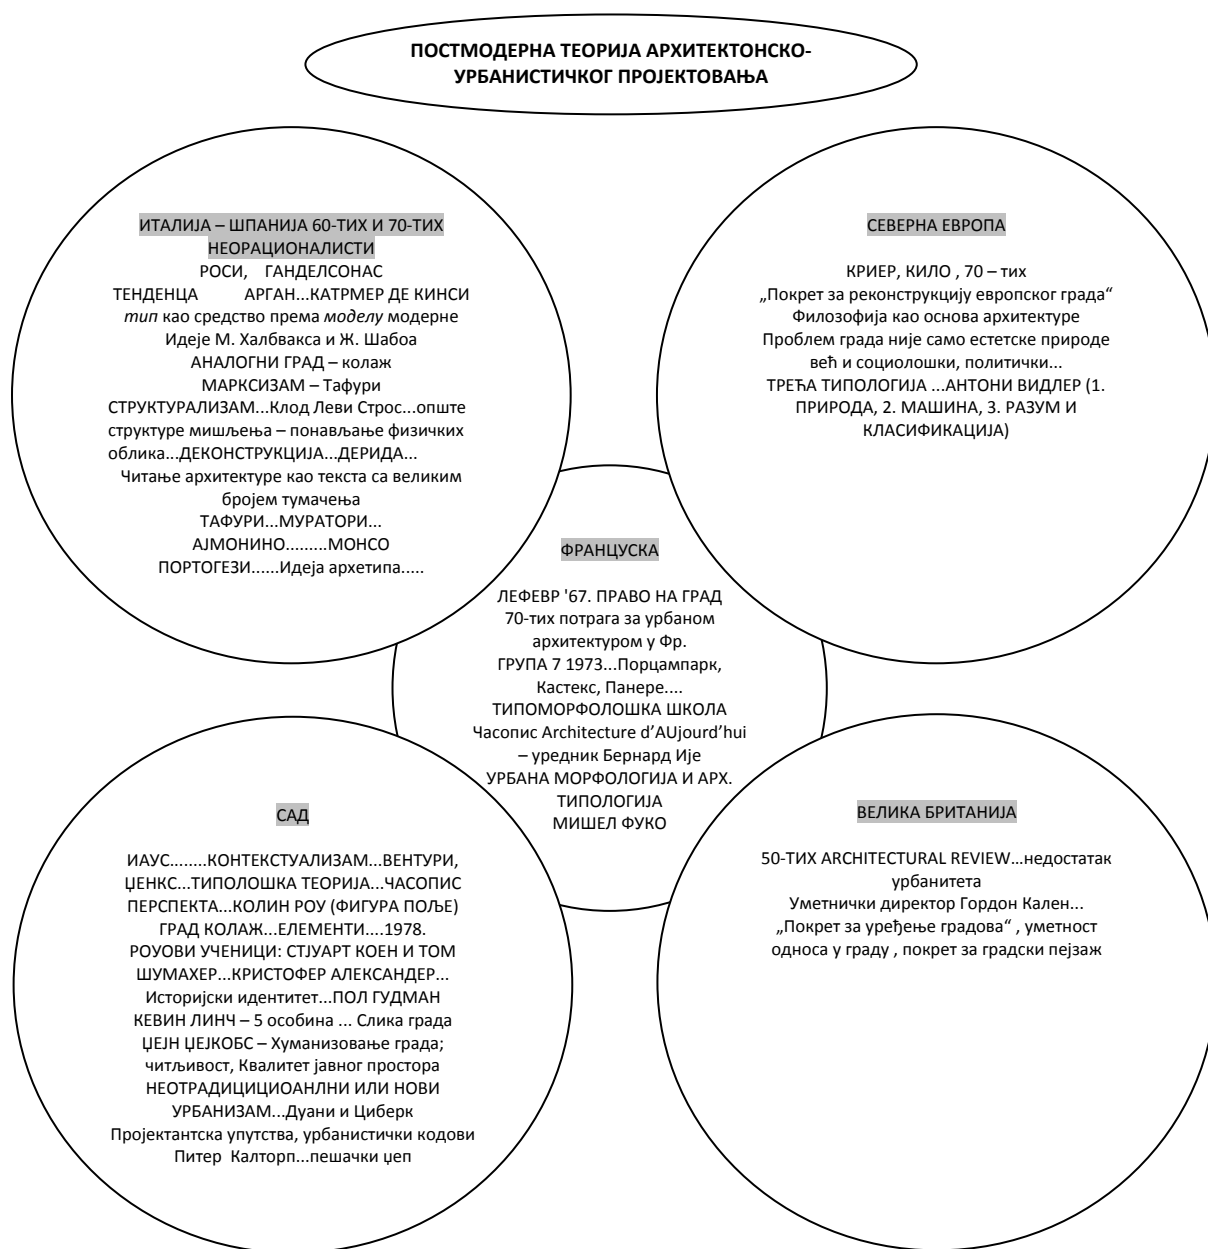 ПОСТМОДЕРНА ТЕОРИЈА АРХИТЕКТОНСКО-
УРБАНИСТИЧКОГ ПРОЈЕКТОВАЊА
ИТАЛИЈА – ШПАНИЈА 60-ТИХ И 70-ТИХ
НЕОРАЦИОНАЛИСТИ
РОСИ, ГАНДЕЛСОНАС
ТЕНДЕНЦА АРГАН...КАТРМЕР ДЕ КИНСИ
тип као средство према моделу модерне
Идеје М. Халбвакса и Ж. Шабоа
АНАЛОГНИ ГРАД – колаж
МАРКСИЗАМ – Тафури
СТРУКТУРАЛИЗАМ...Клод Леви Строс...опште
структуре мишљења – понављање физичких
облика...ДЕКОНСТРУКЦИЈА...ДЕРИДА...
Читање архитектуре као текста са великим
бројем тумачења
ТАФУРИ...МУРАТОРИ...
АЈМОНИНО.........МОНСО
ПОРТОГЕЗИ......Идеја архетипа.....
СЕВЕРНА ЕВРОПА
КРИЕР, КИЛО , 70 – тих
„Покрет за реконструкцију европског града“
Филозофија као основа архитектуре
Проблем града није само естетске природе
већ и социолошки, политички...
ТРЕЋА ТИПОЛОГИЈА ...АНТОНИ ВИДЛЕР (1.
ПРИРОДА, 2. МАШИНА, 3. РАЗУМ И
КЛАСИФИКАЦИЈА)
ФРАНЦУСКА
ЛЕФЕВР '67. ПРАВО НА ГРАД
70-тих потрага за урбаном
архитектуром у Фр.
ГРУПА 7 1973...Порцампарк,
Кастекс, Панере....
ТИПОМОРФОЛОШКА ШКОЛА
Часопис Architecture d’AUjourd’hui
– уредник Бернард Ије
УРБАНА МОРФОЛОГИЈА И АРХ.
ТИПОЛОГИЈА
МИШЕЛ ФУКО
САД
ИАУС........КОНТЕКСТУАЛИЗАМ...ВЕНТУРИ,
ЏЕНКС...ТИПОЛОШКА ТЕОРИЈА...ЧАСОПИС
ПЕРСПЕКТА...КОЛИН РОУ (ФИГУРА ПОЉЕ)
ГРАД КОЛАЖ...ЕЛЕМЕНТИ....1978.
РОУОВИ УЧЕНИЦИ: СТЈУАРТ КОЕН И ТОМ
ШУМАХЕР...КРИСТОФЕР АЛЕКСАНДЕР...
Историјски идентитет...ПОЛ ГУДМАН
КЕВИН ЛИНЧ – 5 особина ... Слика града
ЏЕЈН ЏЕЈКОБС – Хуманизовање града;
читљивост, Квалитет јавног простора
НЕОТРАДИЦИЦИОАНЛНИ ИЛИ НОВИ
УРБАНИЗАМ...Дуани и Циберк
Пројектантска упутства, урбанистички кодови
Питер Калторп...пешачки џеп
ВЕЛИКА БРИТАНИЈА
50-ТИХ ARCHITECTURAL REVIEW...недостатак
урбанитета
Уметнички директор Гордон Кален...
„Покрет за уређење градова“ , уметност
односа у граду , покрет за градски пејзаж